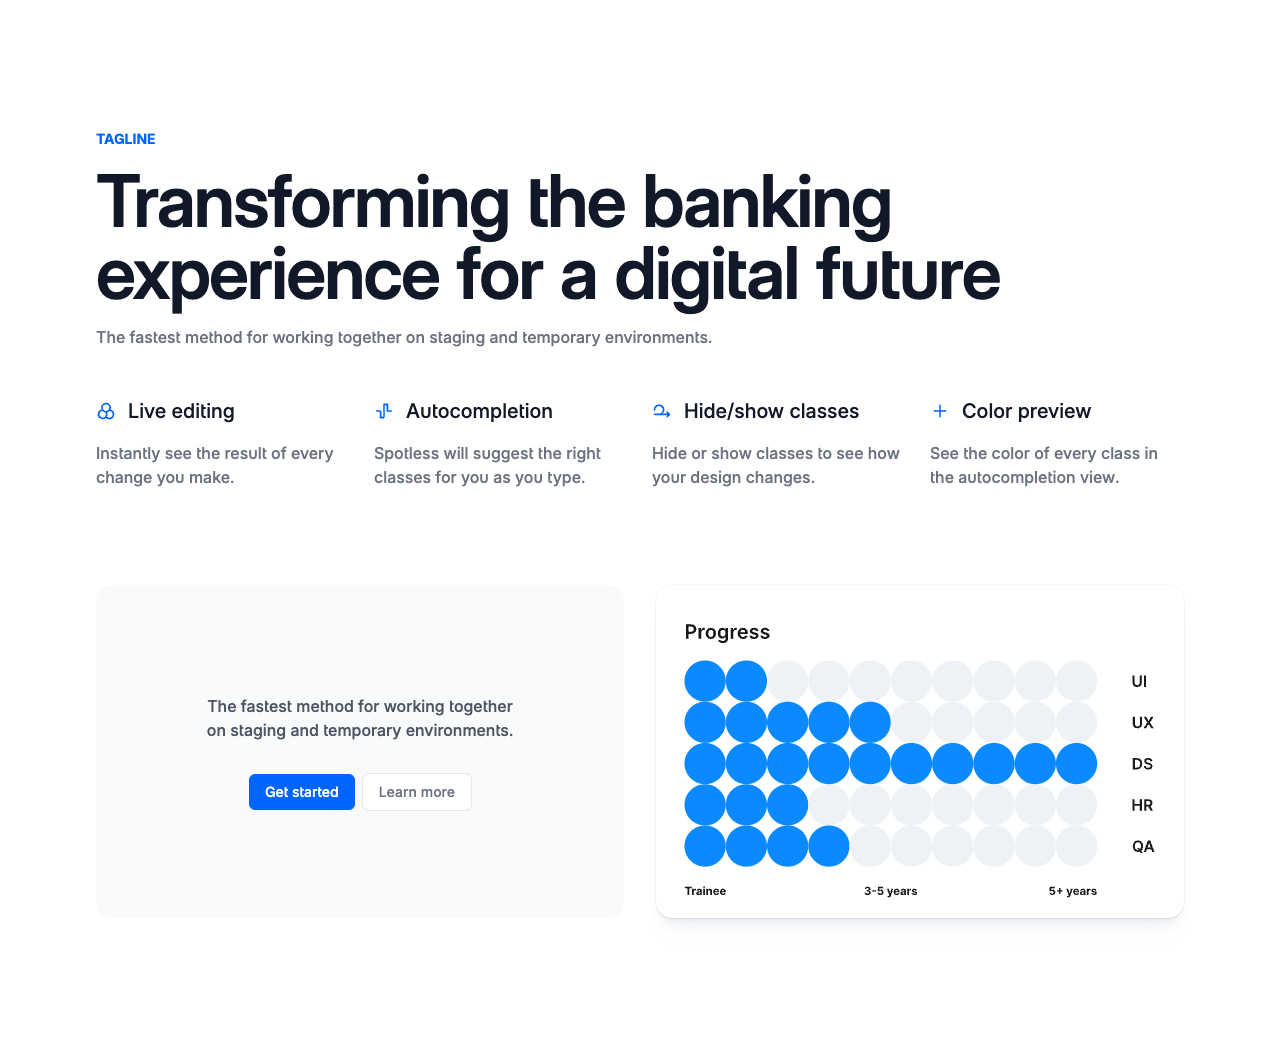 TAGLINE
Transforming the banking
experience for a digital future
The fastest method for working together on staging and temporary environments.
Live editing
Instantly see the result of every
change you make.
Autocompletion
Spotless will suggest the right
classes for you as you type.
Hide/show classes
Hide or show classes to see how
your design changes.
Color preview
See the color of every class in
the autocompletion view.
The fastest method for working together
on staging and temporary environments.
Get started
Learn more
Progress
UI
UX
DS
HR
QA
Trainee
3-5 years
5+ years